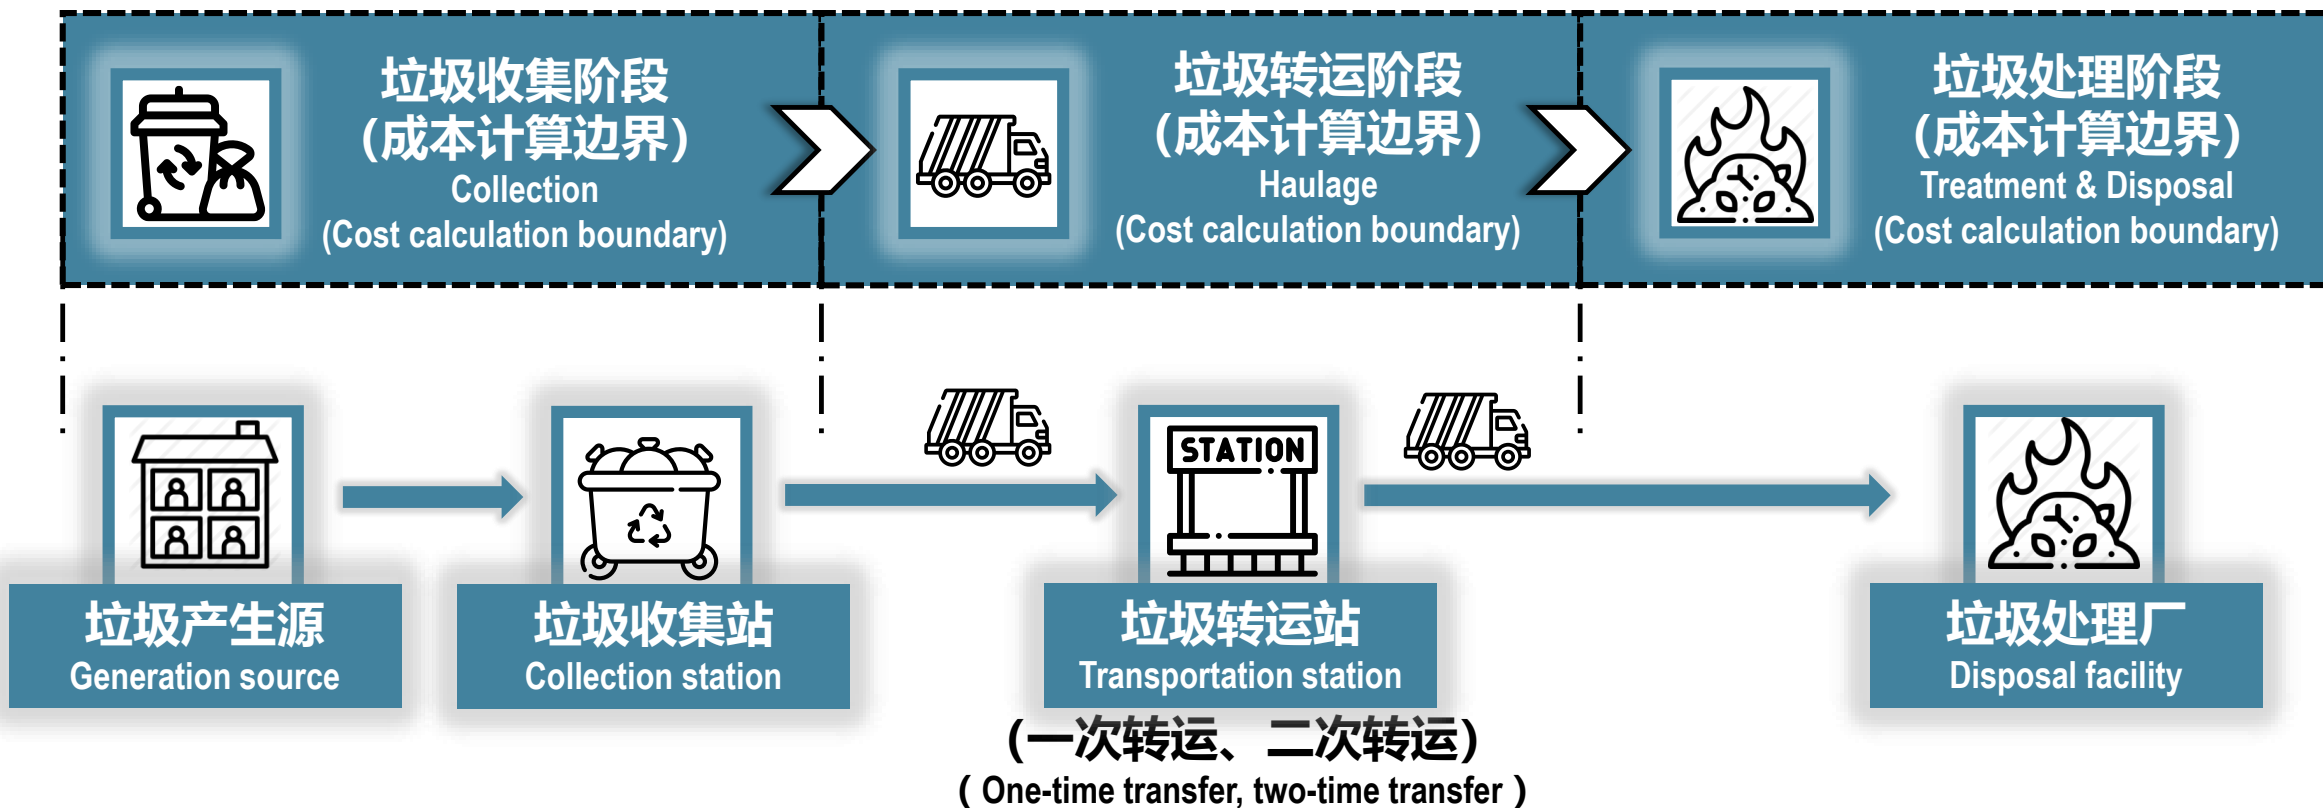 垃圾收集阶段
(成本计算边界)
Collection
(Cost calculation boundary)
垃圾转运阶段
(成本计算边界)
Haulage
(Cost calculation boundary)
垃圾处理阶段
(成本计算边界)
Treatment & Disposal
(Cost calculation boundary)
垃圾产生源
Generation source
垃圾收集站
Collection station
STATION
垃圾转运站
Transportation station
(一次转运、二次转运)
( One-time transfer, two-time transfer )
垃圾处理厂
Disposal facility